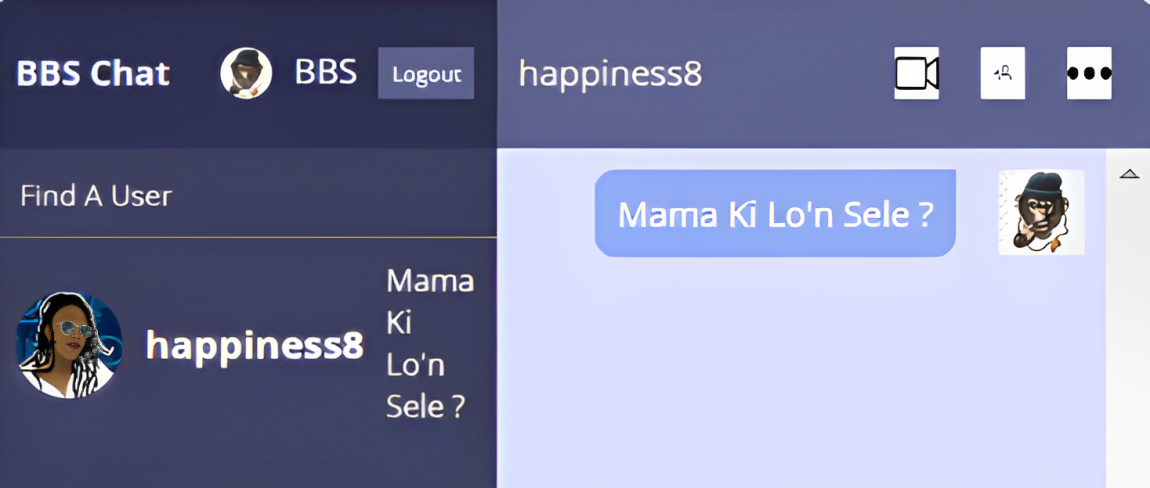 BBS Chat
BBS
Logout
happiness8
Find A User
Mama Ki Lo'n Sele ?
happiness8
Mama
Ki
Lo'n
Sele ?